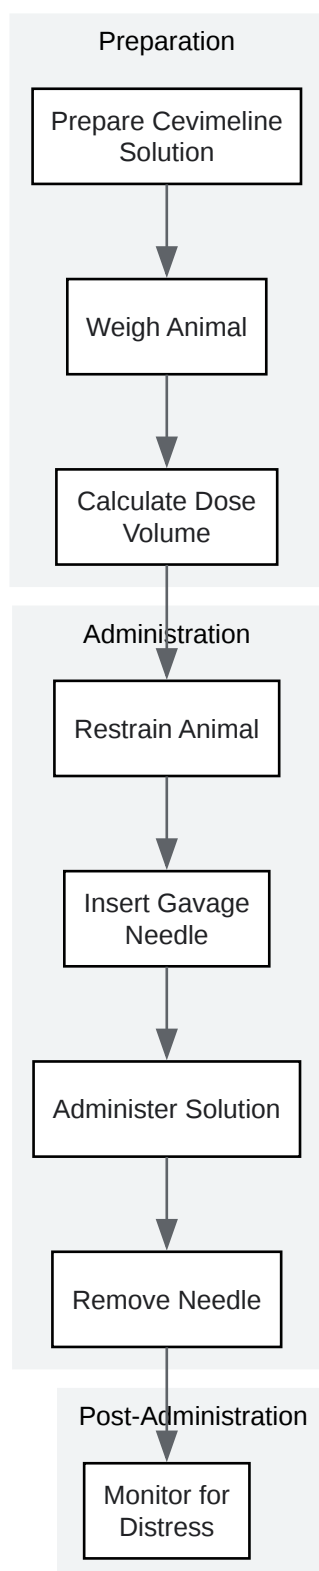 Preparation
Prepare Cevimeline
Solution
Weigh Animal
Calculate Dose
Volume
Administration
Restrain Animal
Insert Gavage
Needle
Administer Solution
Remove Needle
Post-Administration
Monitor for
Distress